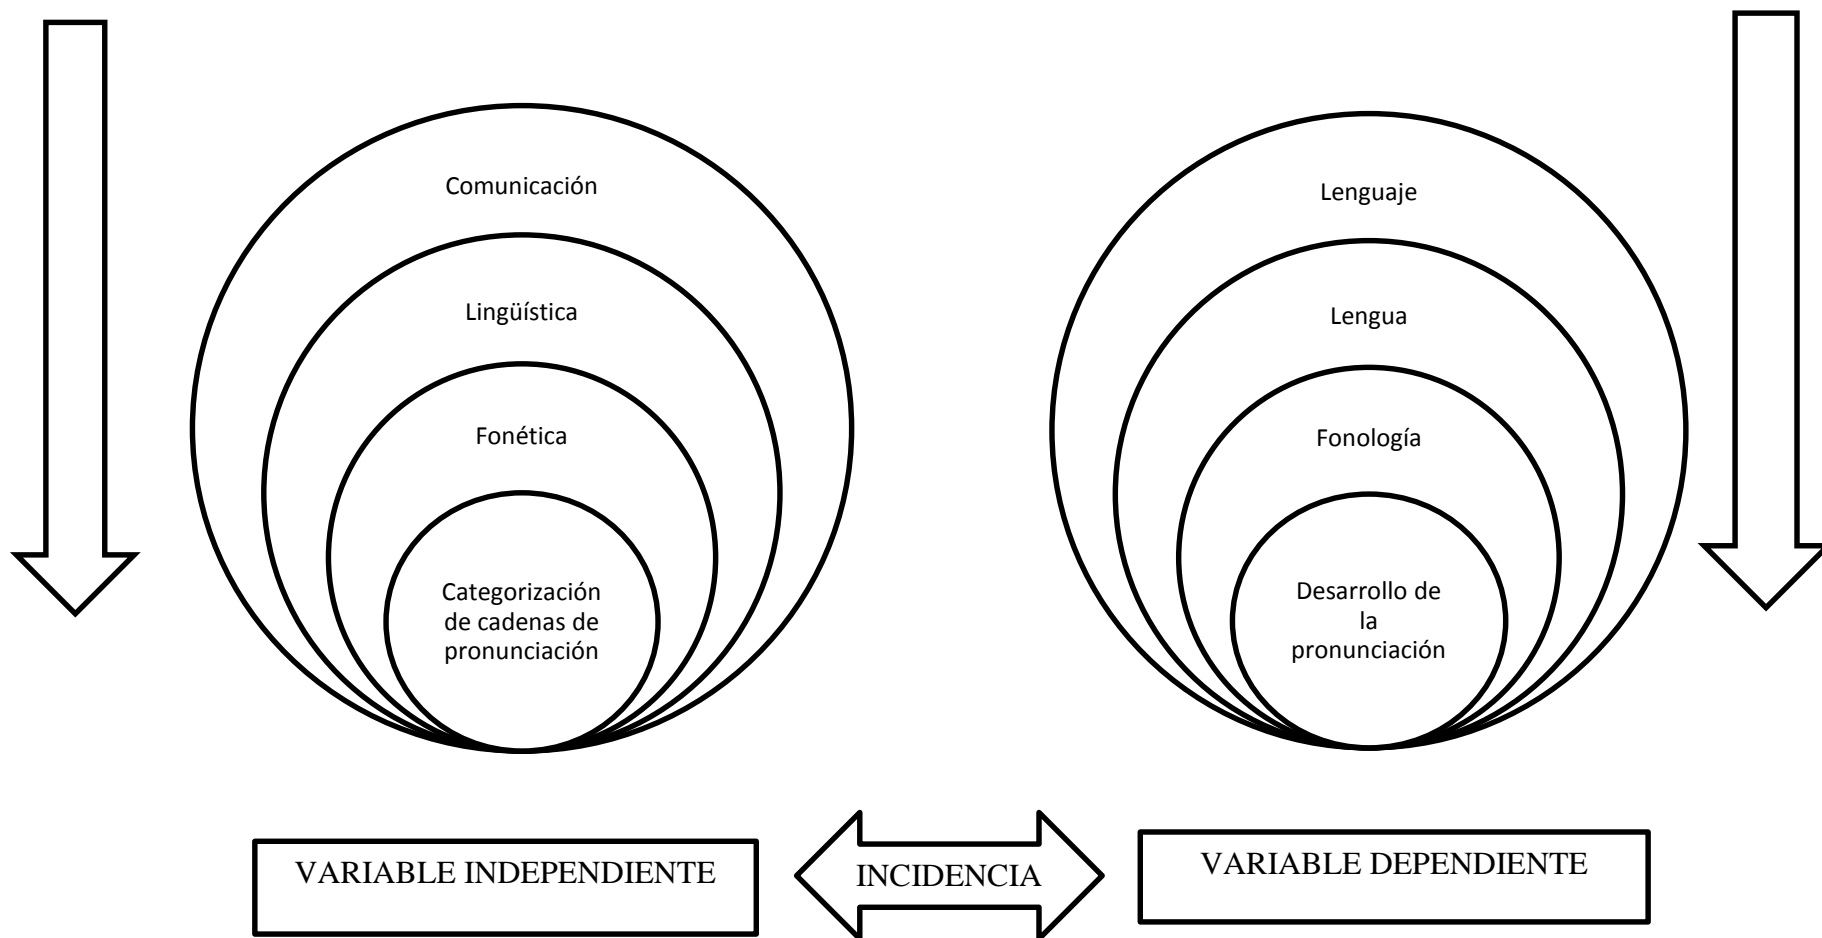 Comunicación
Lingüística
Fonética
Categorización
de cadenas de
pronunciación
Lenguaje
Lengua
Fonología
Desarrollo de
la
pronunciación
VARIABLE INDEPENDIENTE
INCIDENCIA
VARIABLE DEPENDIENTE